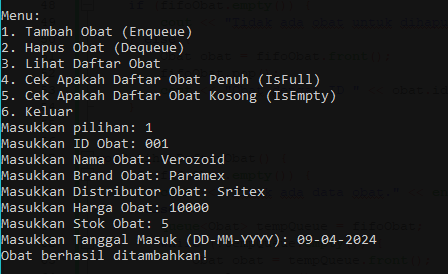 Menu:
1. Tambah Obat (Enqueue)
2. Hapus Obat (Dequeue)
3. Lihat Daftar Obat
4. Cek Apakah Daftar Obat Penuh (IsFull)
5. Cek Apakah Daftar Obat Kosong (IsEmpty)
6. Keluar
Masukkan pilihan: 1
Masukkan ID Obat: 001
Masukkan Nama Obat: Verozoid
Masukkan Brand Obat: Paramex
Masukkan Distributor Obat: Sritex
Masukkan Harga Obat: 10000
Masukkan Stok Obat: 5
Masukkan Tanggal Masuk (DD-MM-YYYY): 09-04-2024
Obat berhasil ditambahkan!